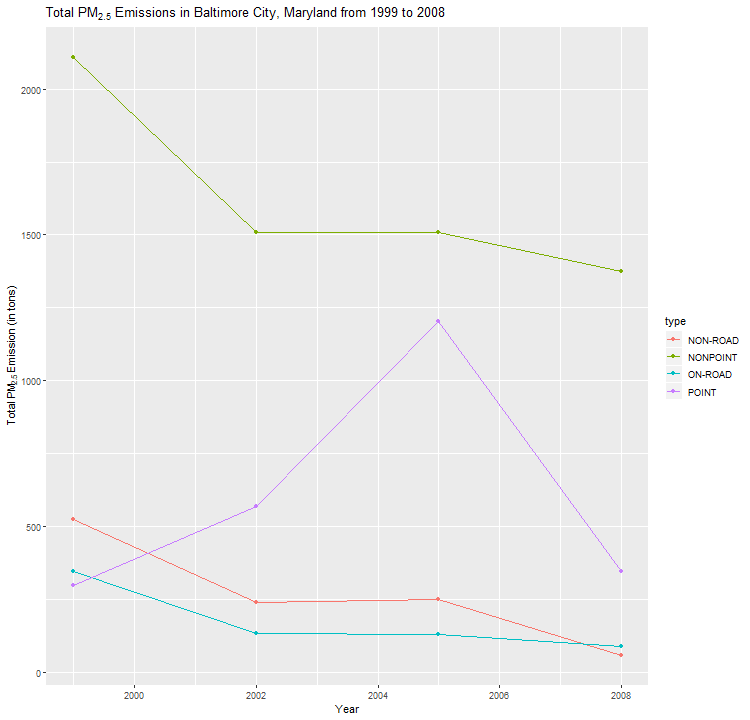 Total PM2.5 Emissions in Baltimore City, Maryland from 1999 to 2008
Total PM2.5 Emission (in tons)
2000
1500
1000
500
0
2000
2002
2004
2006
2008
Year
type
NON-ROAD
NONPOINT
ON-ROAD
POINT